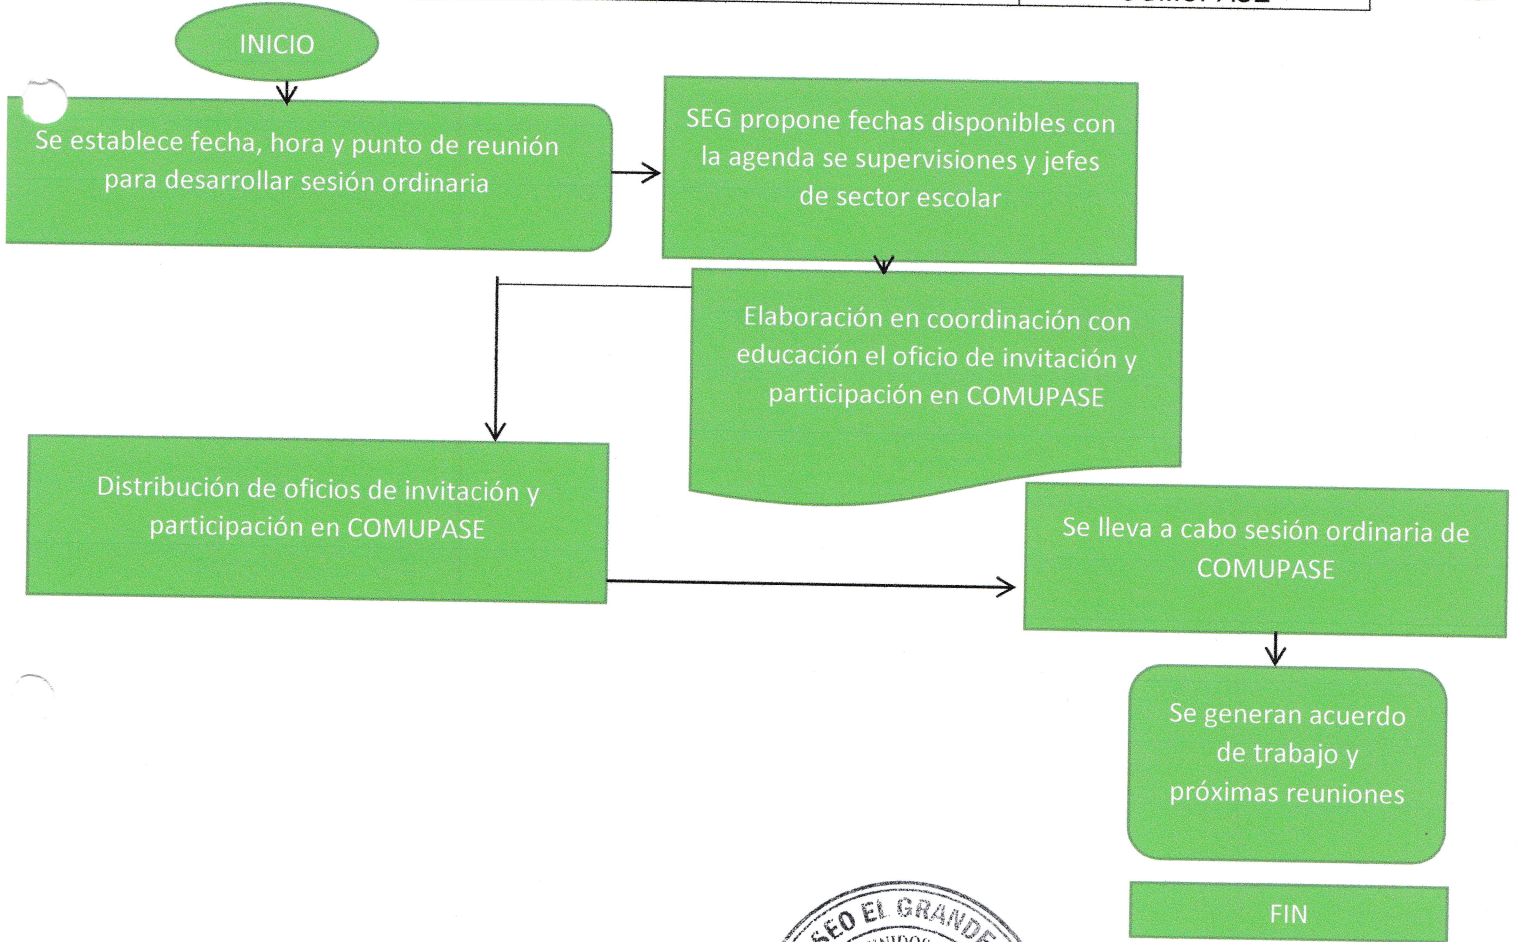 INICIO
Se establece fecha, hora y punto de reunión
para desarrollar sesión ordinaria
SEG propone fechas disponibles con
la agenda se supervisiones y jefes
de sector escolar
Elaboración en coordinación con
educación el oficio de invitación y
participación en COMUPASE
Distribución de oficios de invitación y
participación en COMUPASE
Se lleva a cabo sesión ordinaria de
COMUPASE
Se generan acuerdo
de trabajo y
próximas reuniones
FIN
SEO EL GRANDE